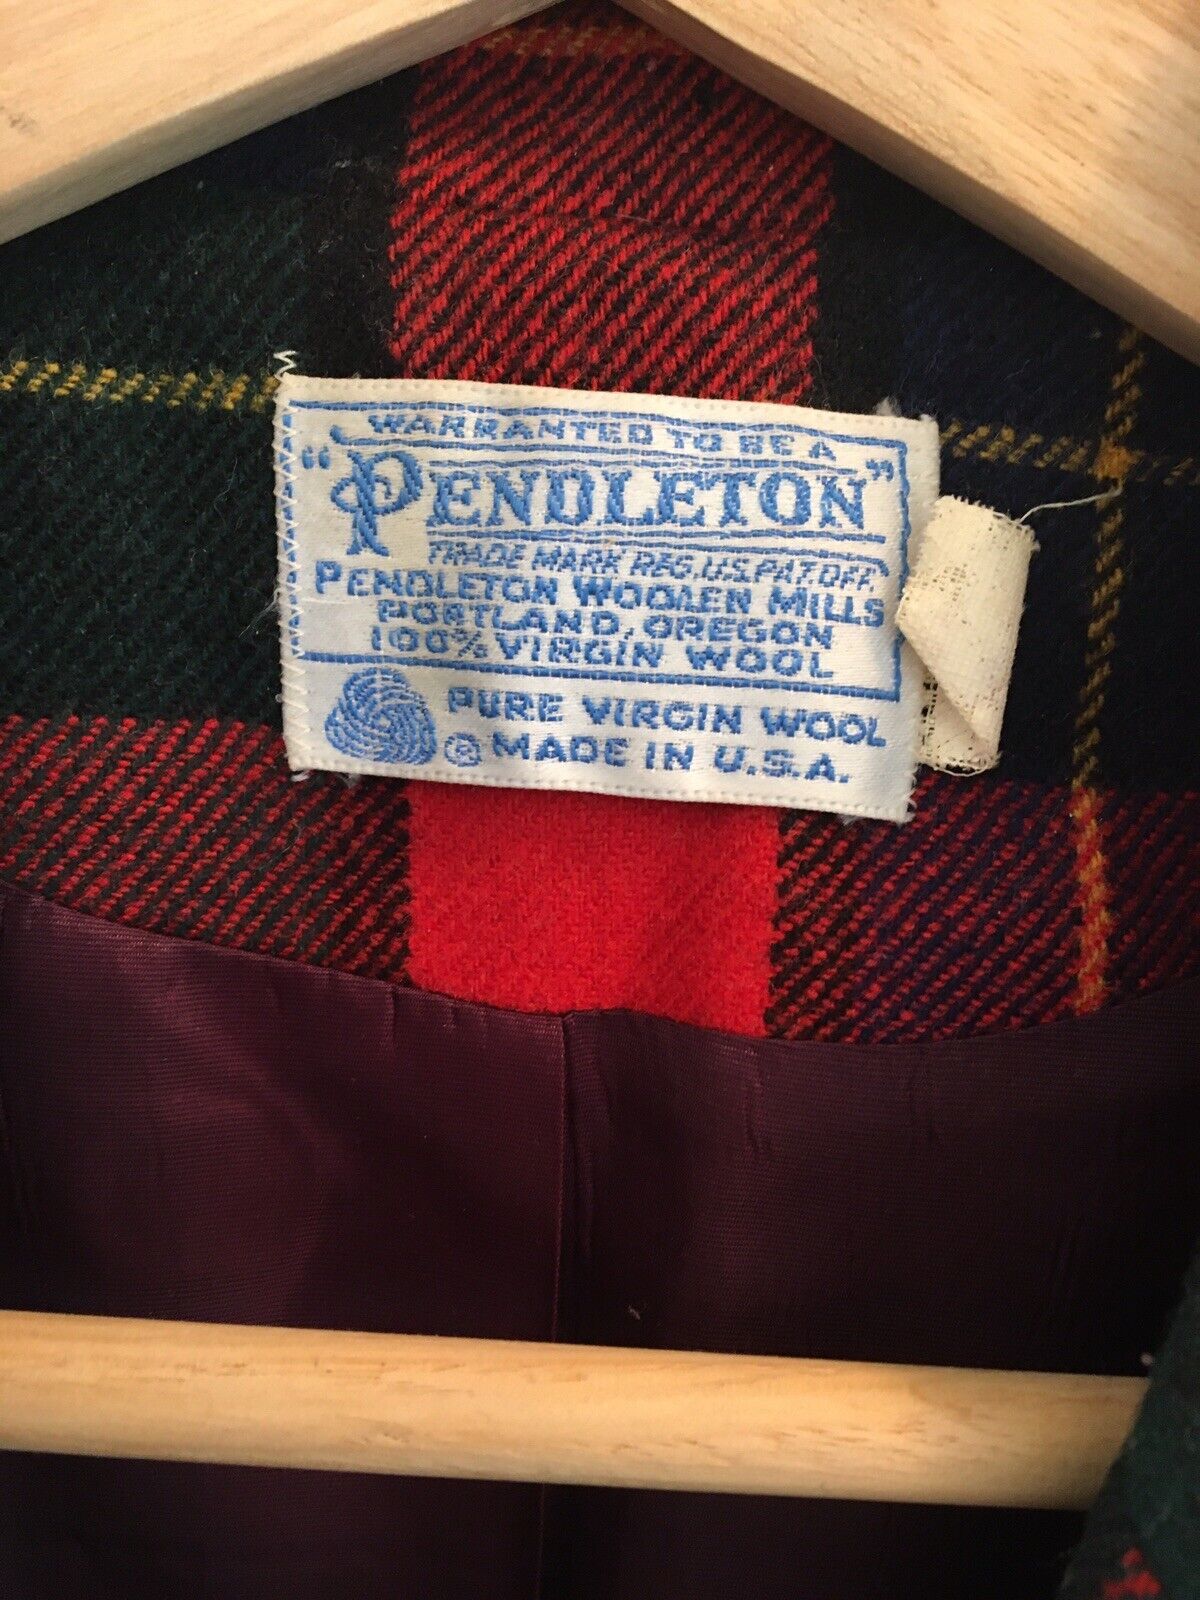 WARRANTED TO BE A
"PENDLETON"
TRADE MARK REG. U.S. PAT. OFF.
PENDLETON WOOLEN MILLS
PORTLAND, OREGON
100% VIRGIN WOOL
PURE VIRGIN WOOL
® MADE IN U.S.A.